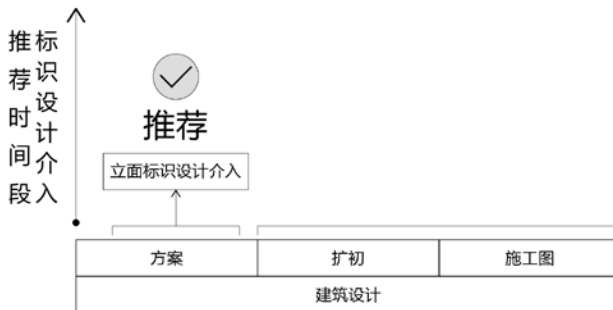 标识设计介入
推荐时间段
推荐
立面标识设计介入
方案
扩初
施工图
建筑设计